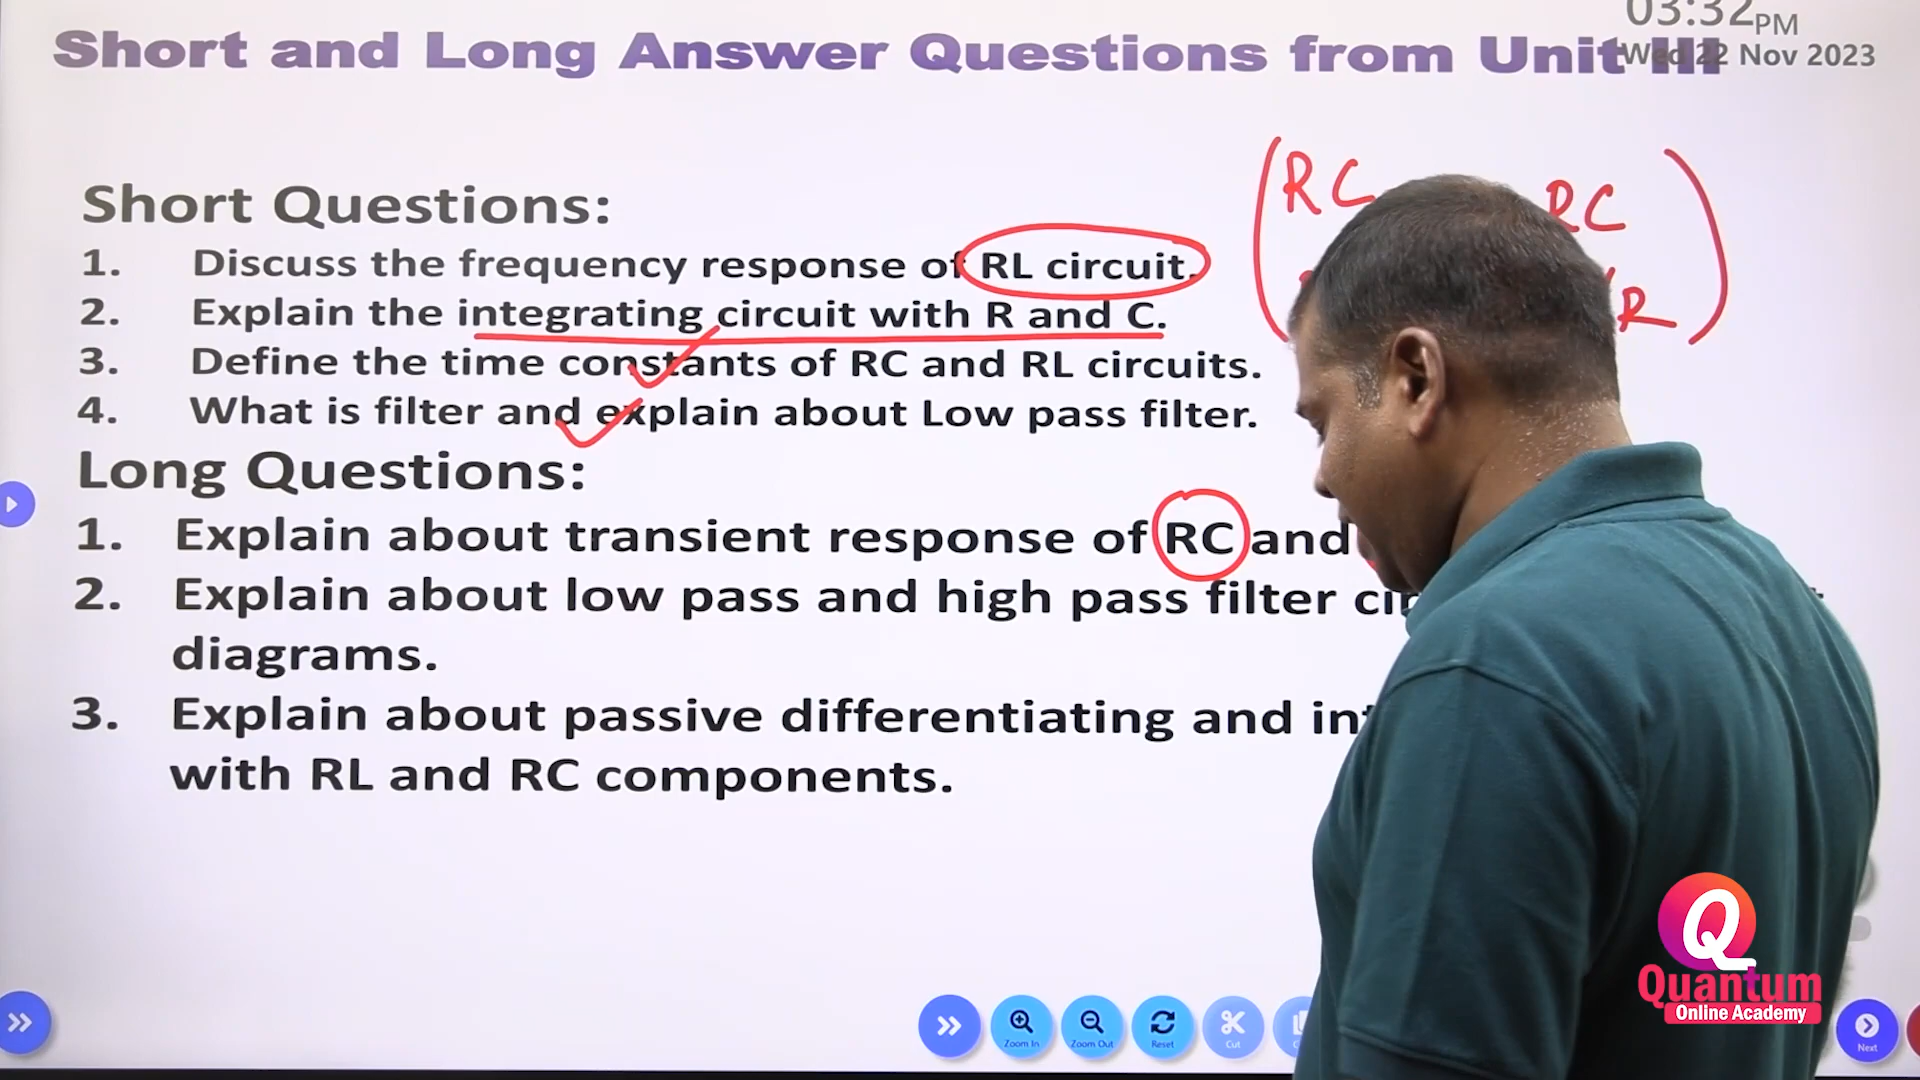 03:32PM
Wed 22 Nov 2023
Short and Long Answer Questions from Unit III
RC RC
R
Short Questions:
1. Discuss the frequency response of RL circuit.
2. Explain the integrating circuit with R and C.
3. Define the time constants of RC and RL circuits.
4. What is filter and explain about Low pass filter.
Long Questions:
1. Explain about transient response of RC and
2. Explain about low pass and high pass filter
diagrams.
3. Explain about passive differentiating and
with RL and RC components.
Zoom In Zoom Out Reset Cut Next
Q
Quantum
Online Academy